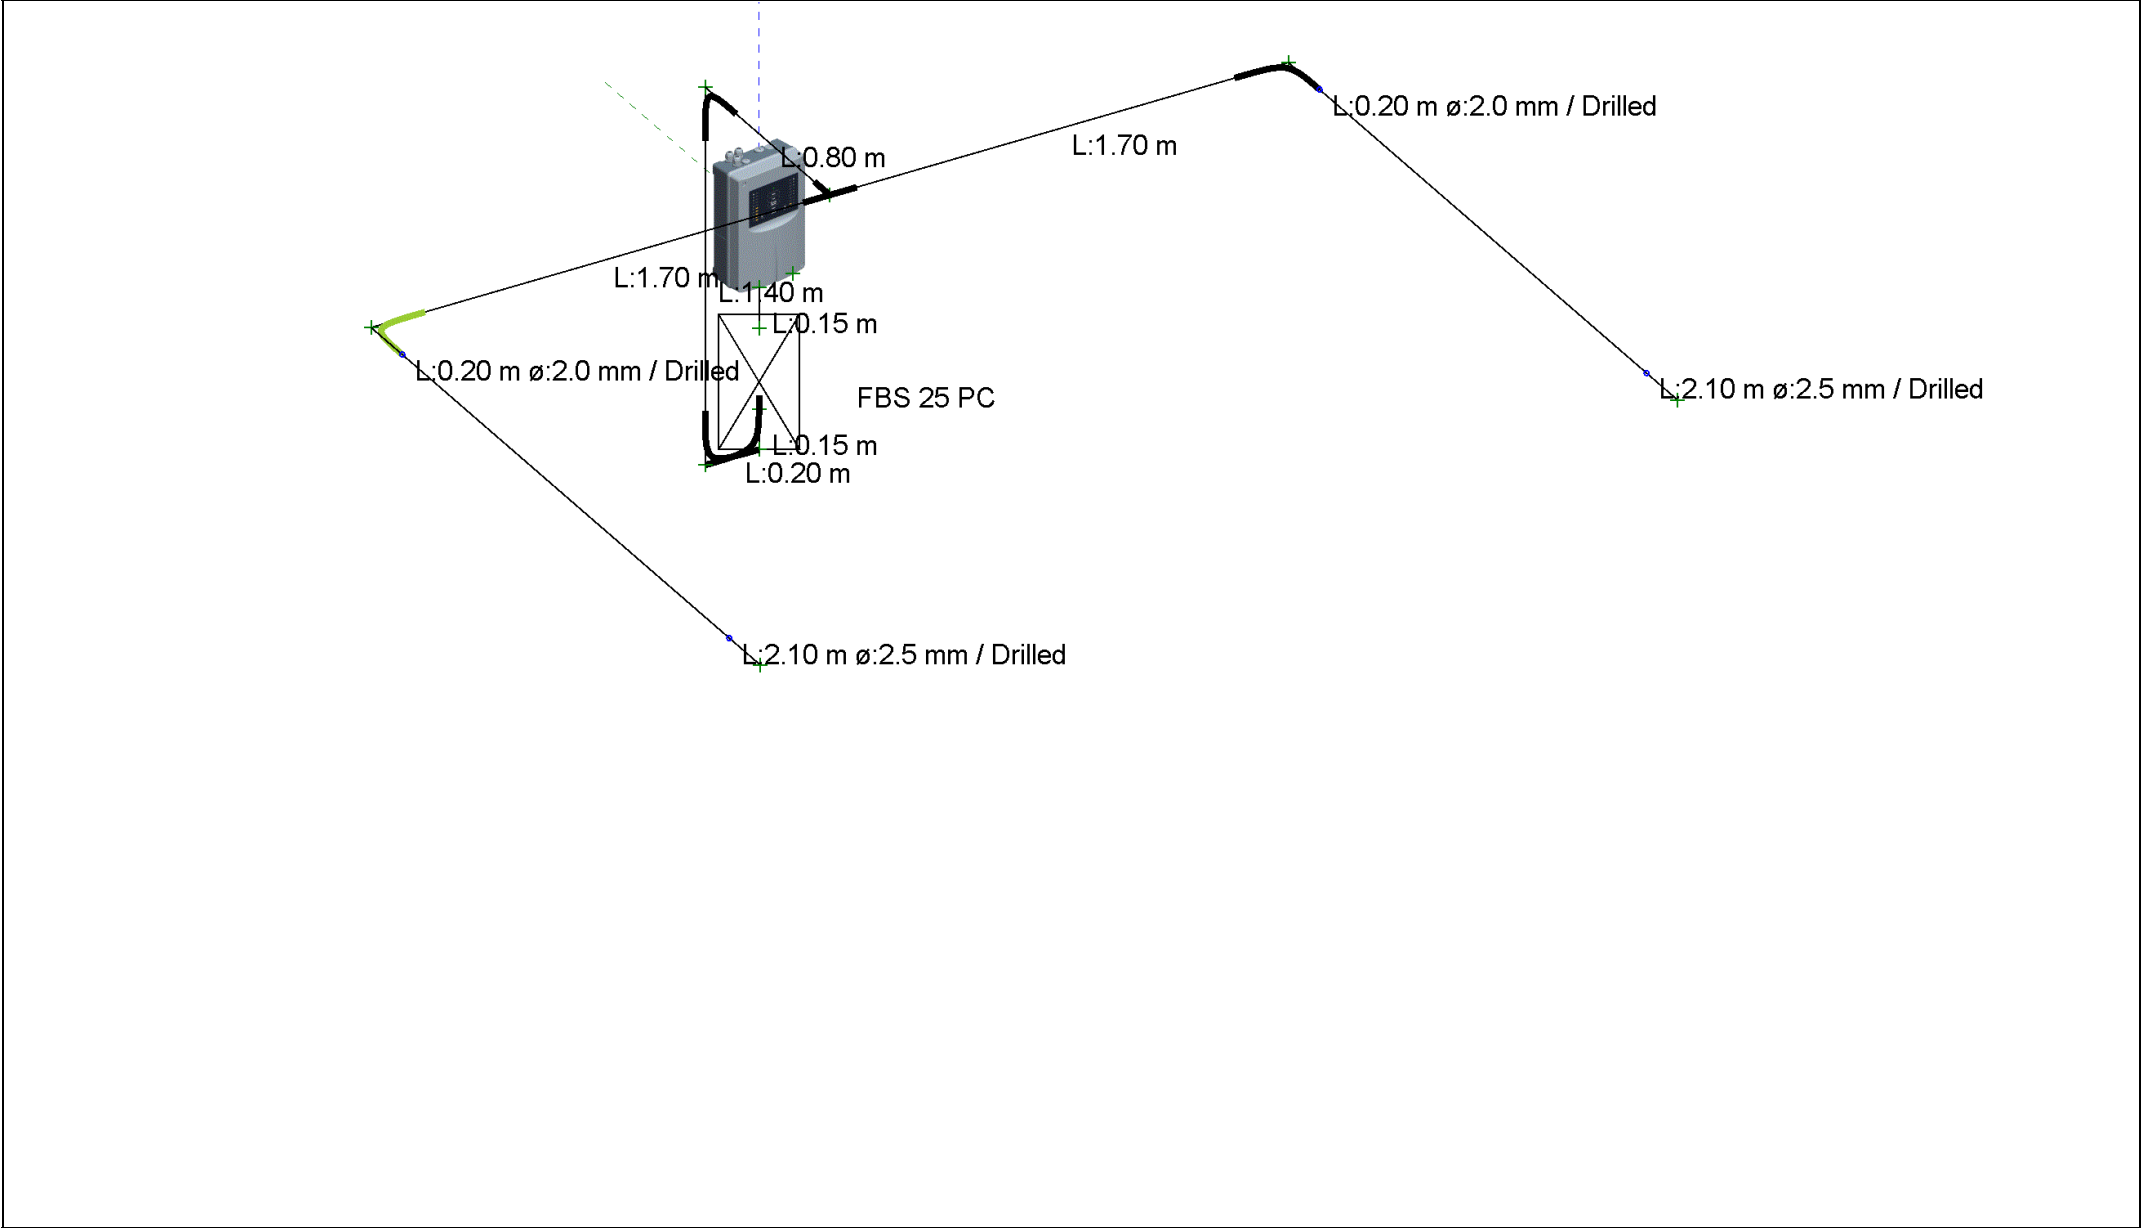 L:0.20 m ø:2.0 mm / Drilled
L:1.70 m
L:0.80 m
L:1.70 m
L:1.40 m
L:0.15 m
L:0.20 m ø:2.0 mm / Drilled
L:2.10 m ø:2.5 mm / Drilled
FBS 25 PC
L:0.15 m
L:0.20 m
L:2.10 m ø:2.5 mm / Drilled